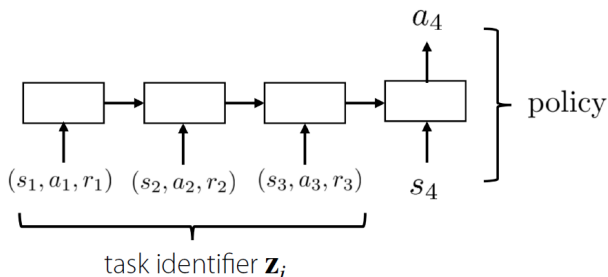 a₄
policy
(s₁, a₁, r₁) (s₂, a₂, r₂) (s₃, a₃, r₃) s₄
task identifier zᵢ